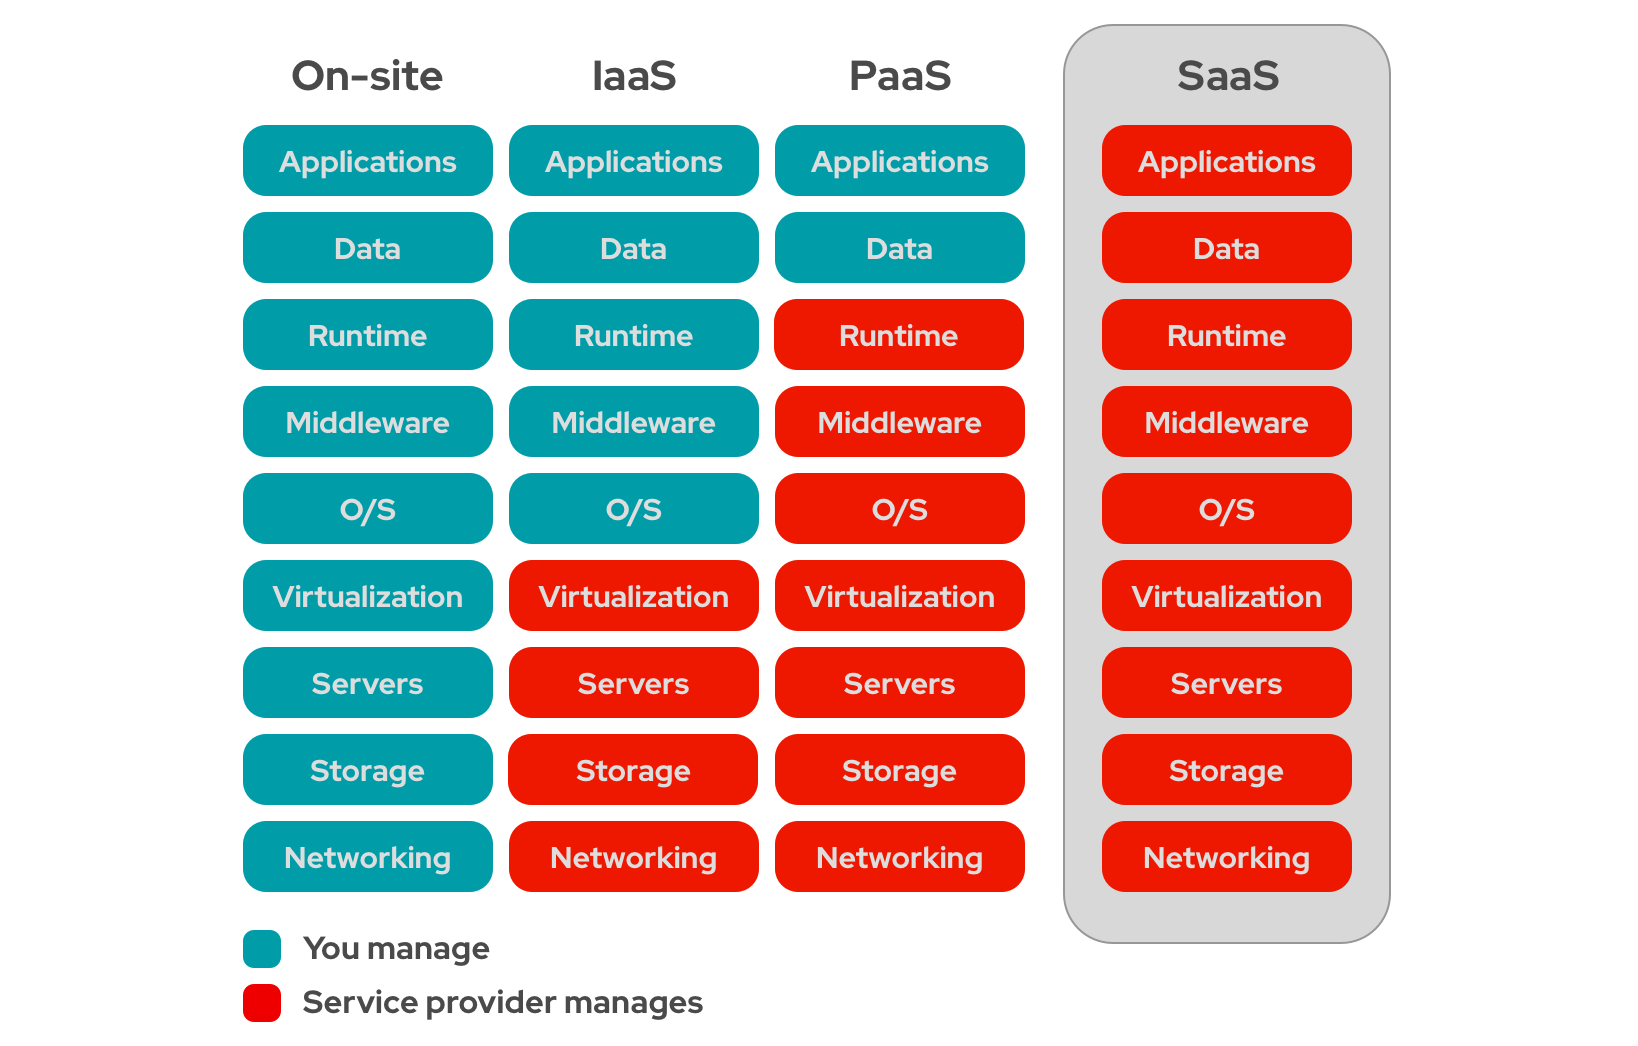 On-site IaaS PaaS SaaS
Applications Applications Applications Applications
Data Data Data Data
Runtime Runtime Runtime Runtime
Middleware Middleware Middleware Middleware
O/S O/S O/S O/S
Virtualization Virtualization Virtualization Virtualization
Servers Servers Servers Servers
Storage Storage Storage Storage
Networking Networking Networking Networking
You manage
Service provider manages